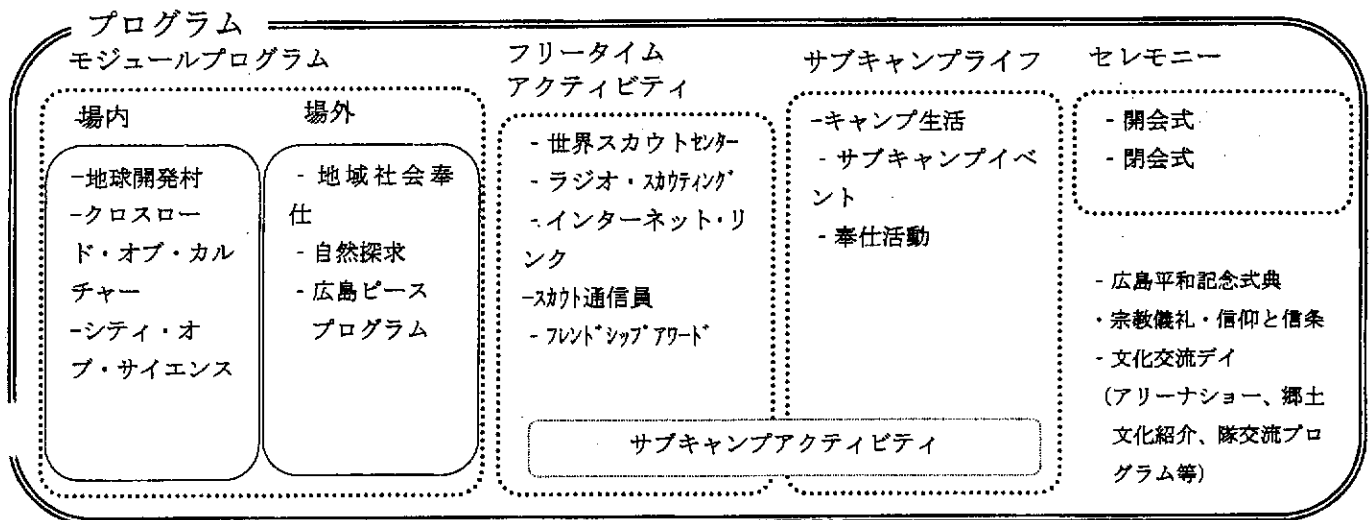 プログラム
モジュールプログラム
場内
-地球開発村
-クロスロー
ド・オブ・カル
チャー
-シティ・オ
ブ・サイエンス
場外
- 地域社会奉
仕
- 自然探求
- 広島ピース
プログラム
フリータイム
アクティビティ
- 世界スカウトセンター
- ラジオ・スカウティング
- インターネット・リ
ンク
-スカウト通信員
- フレンドシップアワード
サブキャンプライフ
-キャンプ生活
- サブキャンプイベ
ント
- 奉仕活動
サブキャンプアクティビティ
セレモニー
- 開会式
- 閉会式
- 広島平和記念式典
・宗教儀礼・信仰と信条
- 文化交流デイ
(アリーナショー、郷土
文化紹介、隊交流プロ
グラム等)